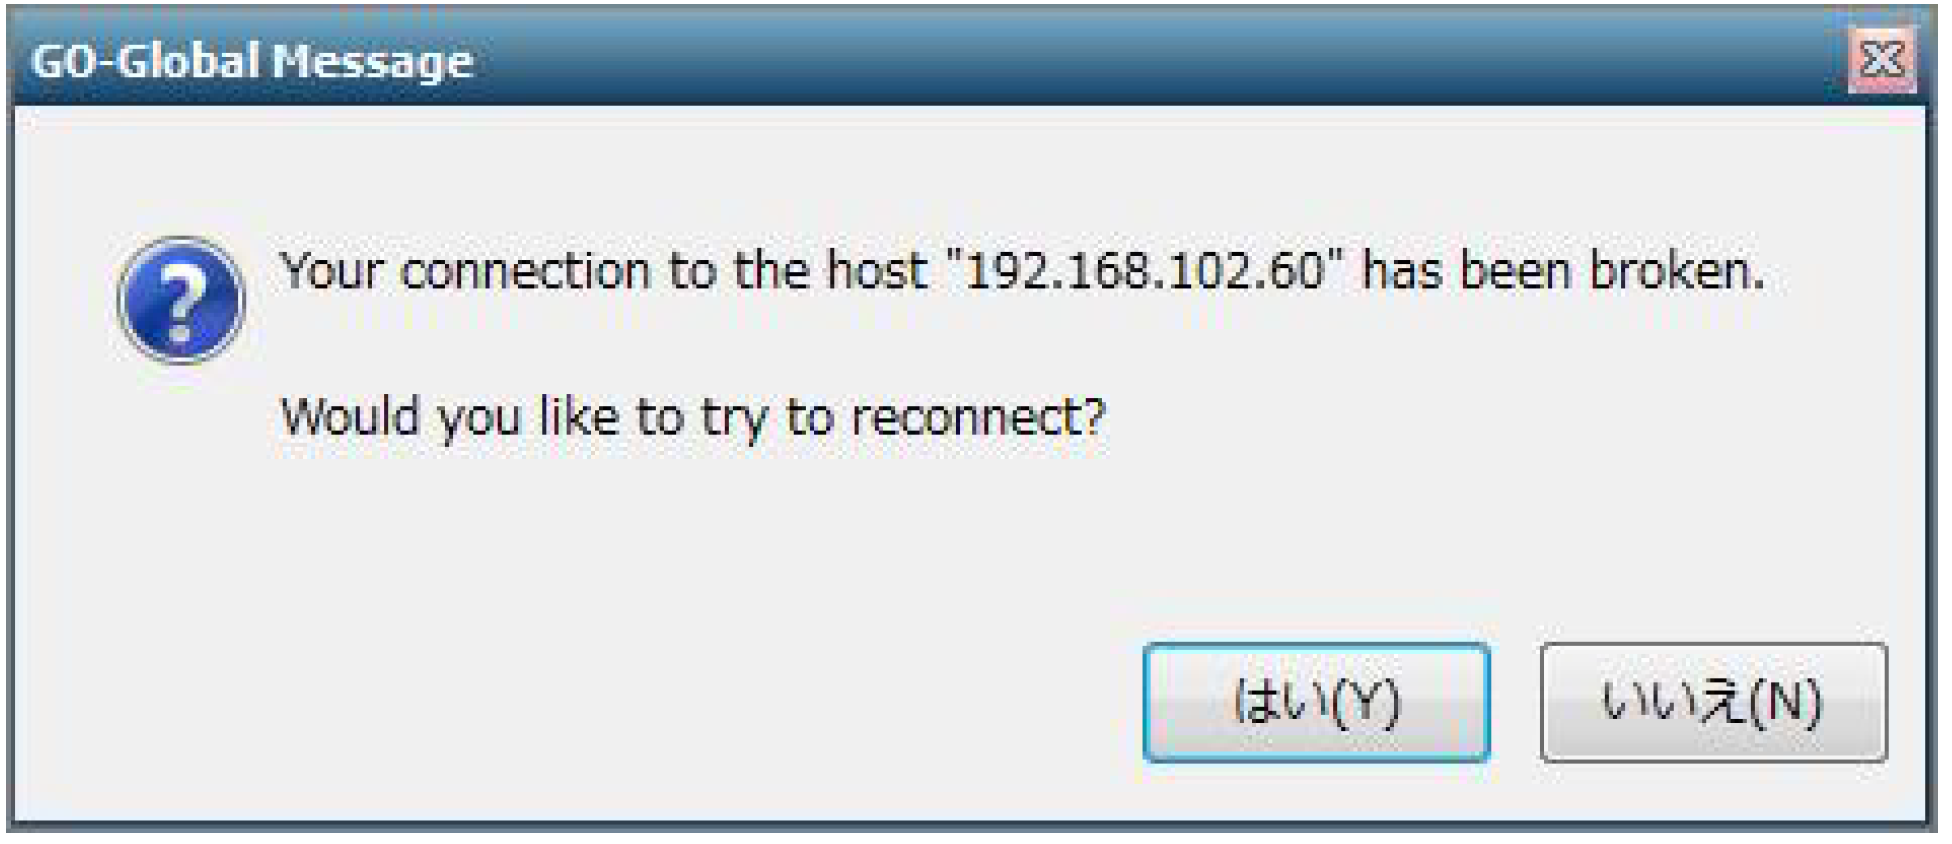 GO-Global Message
Your connection to the host "192.168.102.60" has been broken.
Would you like to try to reconnect?
はい(Y) いいえ(N)